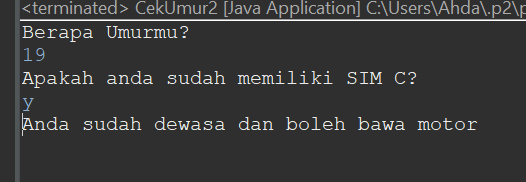 <terminated> CekUmur2 [Java Application] C:\Users\Ahda\.p2\p
Berapa Umurmu?
19
Apakah anda sudah memiliki SIM C?
y
Anda sudah dewasa dan boleh bawa motor